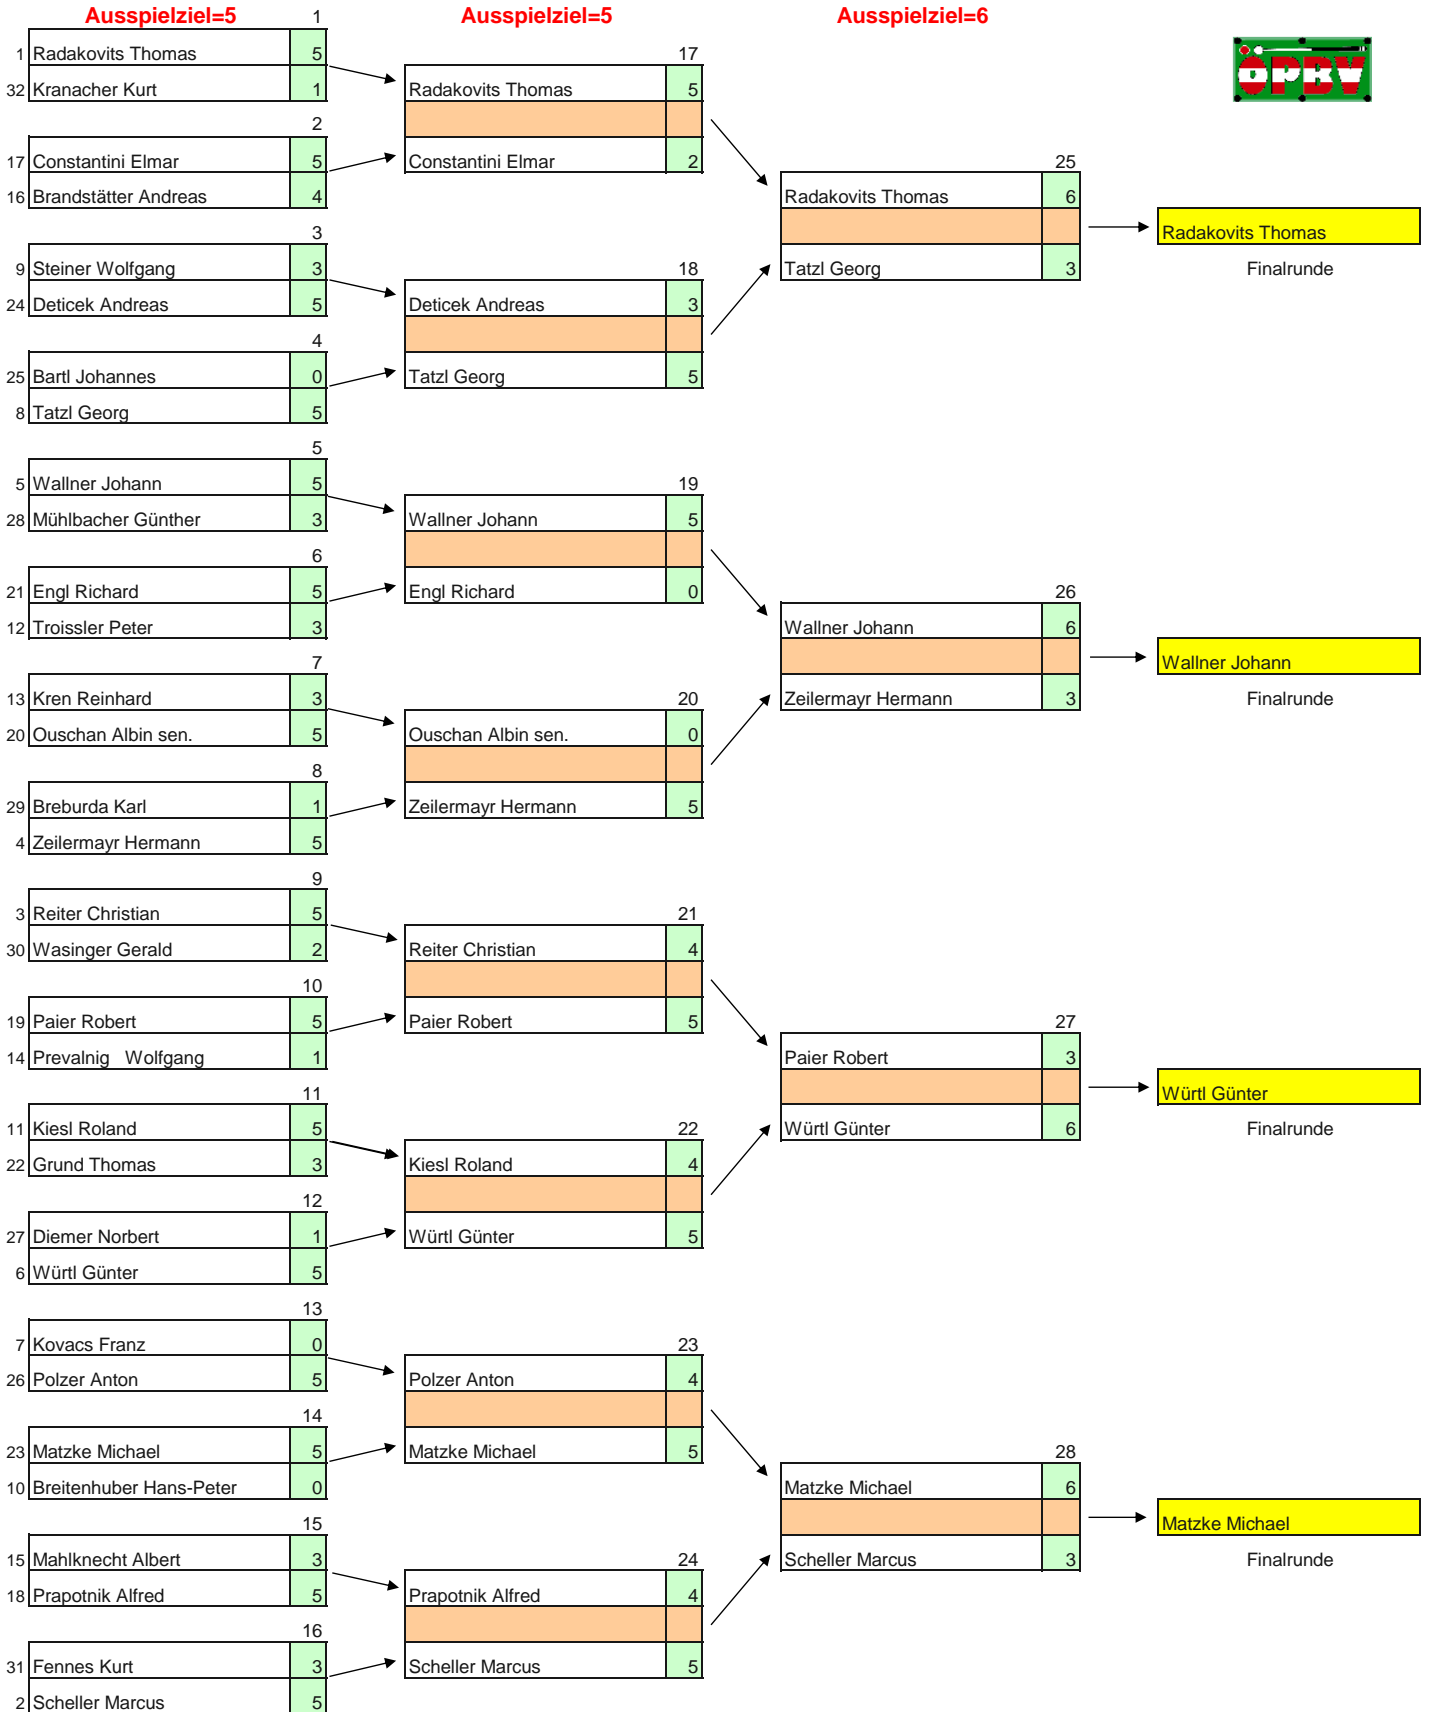 Ausspielziel=5 1 Ausspielziel=5 Ausspielziel=6
1 Radakovits Thomas 5 17
32 Kranacher Kurt 1 Radakovits Thomas 5
ÖPBV
2
17 Constantini Elmar 5 Constantini Elmar 2 25
16 Brandstätter Andreas 4 Radakovits Thomas 6
3 Radakovits Thomas
9 Steiner Wolfgang 3 18 Tatzl Georg 3 Finalrunde
24 Deticek Andreas 5 Deticek Andreas 3
4
25 Bartl Johannes 0 Tatzl Georg 5
8 Tatzl Georg 5
5
5 Wallner Johann 5 19
28 Mühlbacher Günther 3 Wallner Johann 5
6
21 Engl Richard 5 Engl Richard 0 26
12 Troissler Peter 3 Wallner Johann 6
7 Wallner Johann
13 Kren Reinhard 3 20 Zeilermayr Hermann 3 Finalrunde
20 Ouschan Albin sen. 5 Ouschan Albin sen. 0
8
29 Breburda Karl 1 Zeilermayr Hermann 5
4 Zeilermayr Hermann 5
9
3 Reiter Christian 5 21
30 Wasinger Gerald 2 Reiter Christian 4
10
19 Paier Robert 5 Paier Robert 5 27
14 Prevalnig Wolfgang 1 Paier Robert 3
11 Würtl Günter
11 Kiesl Roland 5 22 Würtl Günter 6 Finalrunde
22 Grund Thomas 3 Kiesl Roland 4
12
27 Diemer Norbert 1 Würtl Günter 5
6 Würtl Günter 5
13
7 Kovacs Franz 0 23
26 Polzer Anton 5 Polzer Anton 4
14
23 Matzke Michael 5 Matzke Michael 5 28
10 Breitenhuber Hans-Peter 0 Matzke Michael 6
15 Matzke Michael
15 Mahlknecht Albert 3 24 Scheller Marcus 3 Finalrunde
18 Prapotnik Alfred 5 Prapotnik Alfred 4
16
31 Fennes Kurt 3 Scheller Marcus 5
2 Scheller Marcus 5